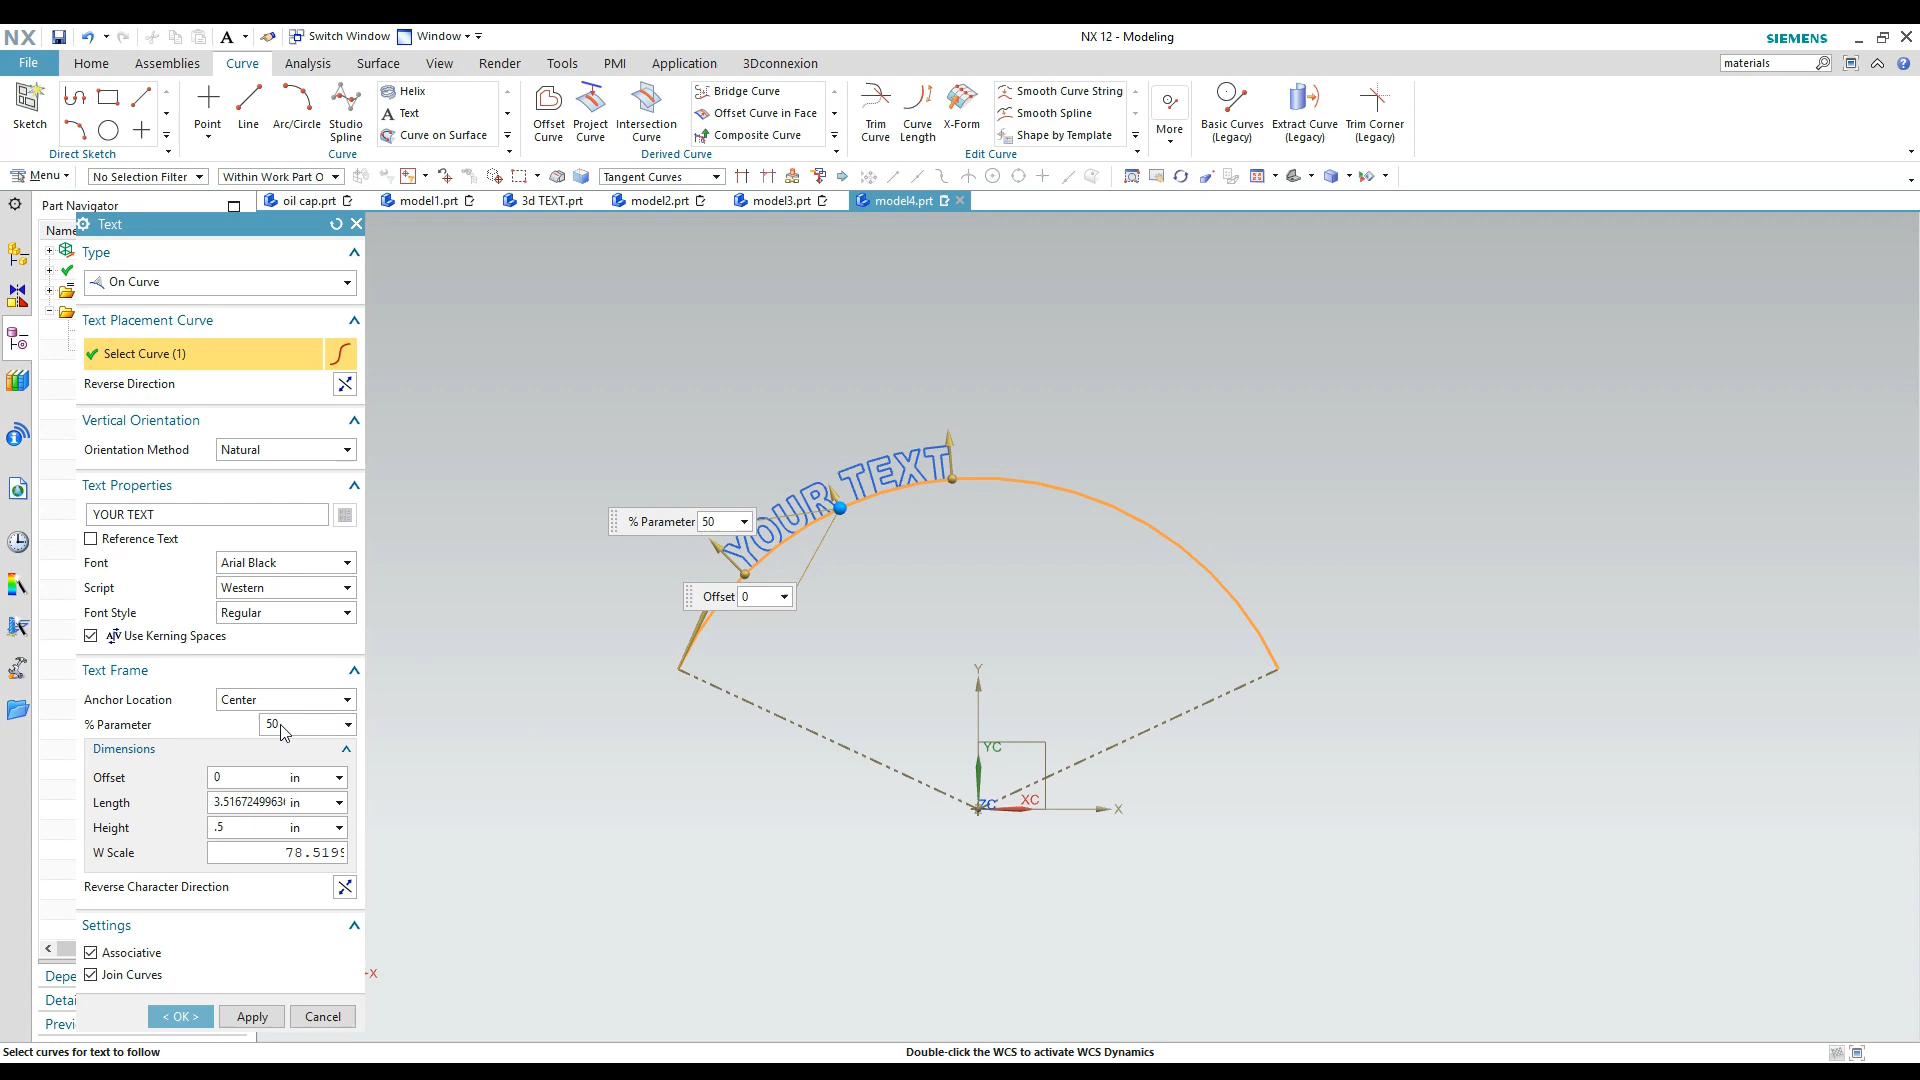 NX
A
Switch Window
Window
NX 12 - Modeling
SIEMENS
File
Home
Assemblies
Curve
Analysis
Surface
View
Render
Tools
PMI
Application
3Dconnexion
materials
Sketch
Point
Line
Arc/Circle
Studio
Spline
Helix
A Text
Curve on Surface
Offset
Curve
Project
Curve
Intersection
Curve
Bridge Curve
Offset Curve in Face
Composite Curve
Trim
Curve
Curve
Length
X-Form
Smooth Curve String
Smooth Spline
Shape by Template
More
Basic Curves
(Legacy)
Extract Curve
(Legacy)
Trim Corner
(Legacy)
Direct Sketch
Curve
Derived Curve
Edit Curve
Menu
No Selection Filter
Within Work Part O
Tangent Curves
Part Navigator
oil cap.prt
model1.prt
3d TEXT.prt
model2.prt
model3.prt
model4.prt
Name
Text
Type
On Curve
Text Placement Curve
Select Curve (1)
Reverse Direction
Vertical Orientation
Orientation Method
Natural
Text Properties
YOUR TEXT
Reference Text
Font
Arial Black
Script
Western
Font Style
Regular
AV Use Kerning Spaces
Text Frame
Anchor Location
Center
% Parameter
50
Dimensions
Offset
0 in
Length
3.5167249963 in
Height
.5 in
W Scale
78.5199
Reverse Character Direction
Settings
Associative
Join Curves
Depe
Detai
Previ
< OK >
Apply
Cancel
YOUR TEXT
% Parameter 50
Offset 0
Y
YC
ZC
XC
X
X
Select curves for text to follow
Double-click the WCS to activate WCS Dynamics